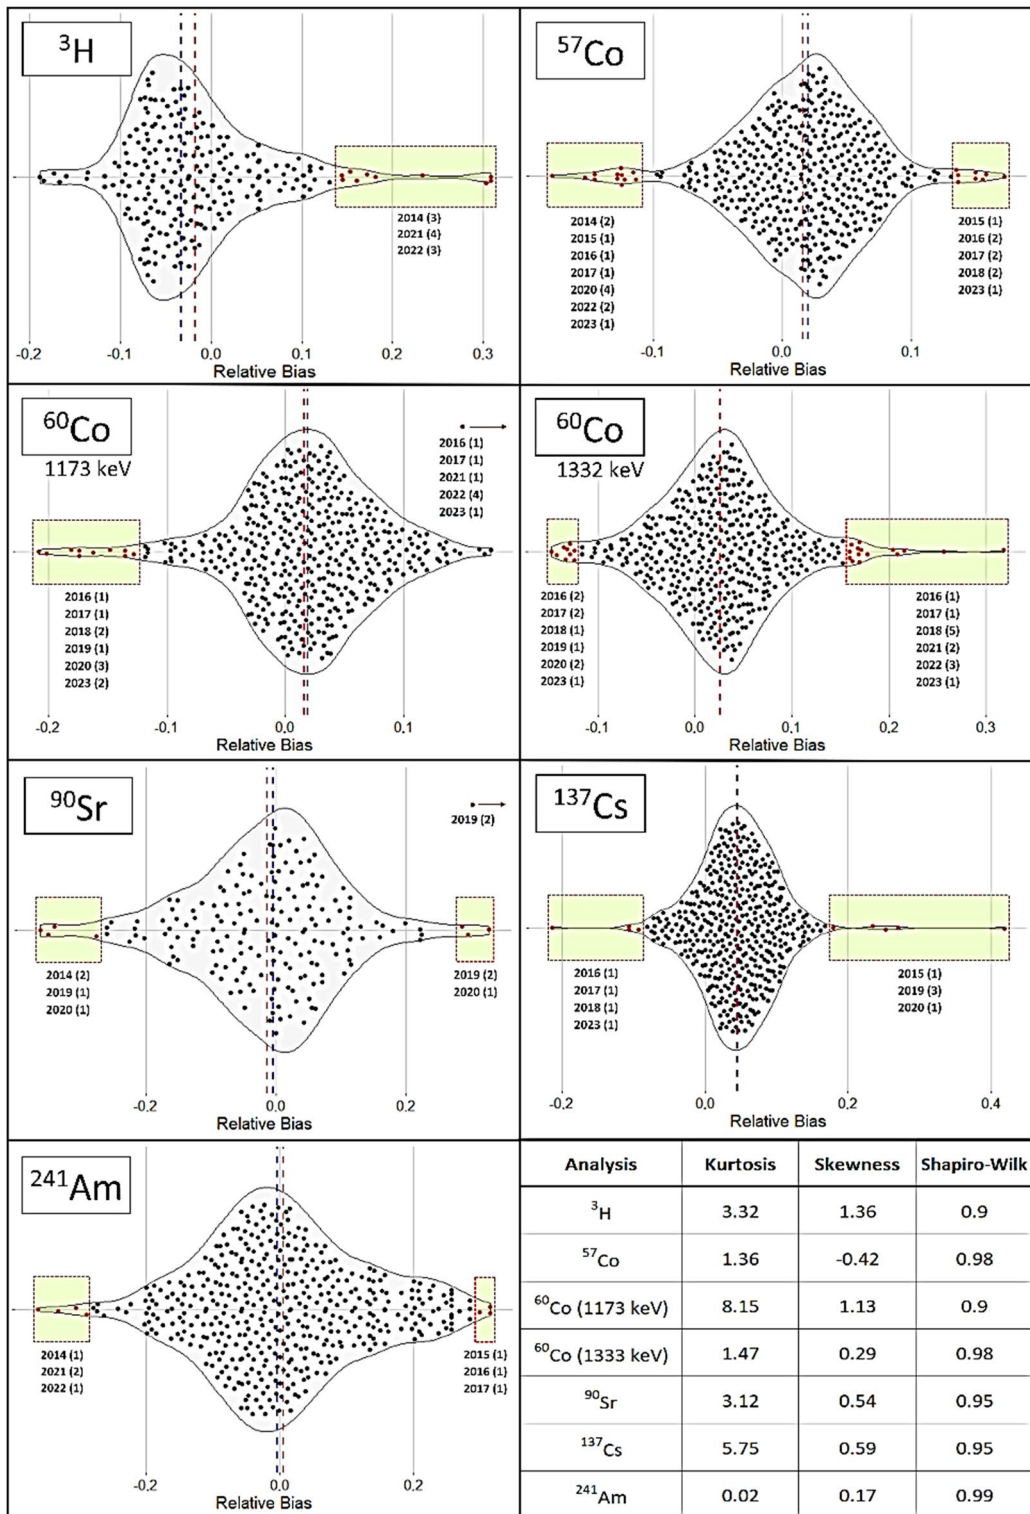 ³H
2014 (3)
2021 (4)
2022 (3)
-0.2 -0.1 0.0 0.1 0.2 0.3
Relative Bias
⁵⁷Co
2014 (2)
2015 (1)
2016 (1)
2017 (1)
2020 (4)
2022 (2)
2023 (1)
2015 (1)
2016 (2)
2017 (2)
2018 (2)
2023 (1)
-0.1 0.0 0.1
Relative Bias
⁶⁰Co
1173 keV
2016 (1)
2017 (1)
2021 (1)
2022 (4)
2023 (1)
2016 (1)
2017 (1)
2018 (2)
2019 (1)
2020 (3)
2023 (2)
-0.2 -0.1 0.0 0.1
Relative Bias
⁶⁰Co
1332 keV
2016 (2)
2017 (2)
2018 (1)
2019 (1)
2020 (2)
2023 (1)
2016 (1)
2017 (1)
2018 (5)
2021 (2)
2022 (3)
2023 (1)
-0.1 0.0 0.1 0.2 0.3
Relative Bias
⁹⁰Sr
2019 (2)
2014 (2)
2019 (1)
2020 (1)
2019 (2)
2020 (1)
-0.2 0.0 0.2
Relative Bias
¹³⁷Cs
2016 (1)
2017 (1)
2018 (1)
2023 (1)
2015 (1)
2019 (3)
2020 (1)
-0.2 0.0 0.2 0.4
Relative Bias
²⁴¹Am
2014 (1)
2021 (2)
2022 (1)
2015 (1)
2016 (1)
2017 (1)
-0.2 0.0 0.2
Relative Bias
Analysis Kurtosis Skewness Shapiro-Wilk
³H 3.32 1.36 0.9
⁵⁷Co 1.36 -0.42 0.98
⁶⁰Co (1173 keV) 8.15 1.13 0.9
⁶⁰Co (1333 keV) 1.47 0.29 0.98
⁹⁰Sr 3.12 0.54 0.95
¹³⁷Cs 5.75 0.59 0.95
²⁴¹Am 0.02 0.17 0.99